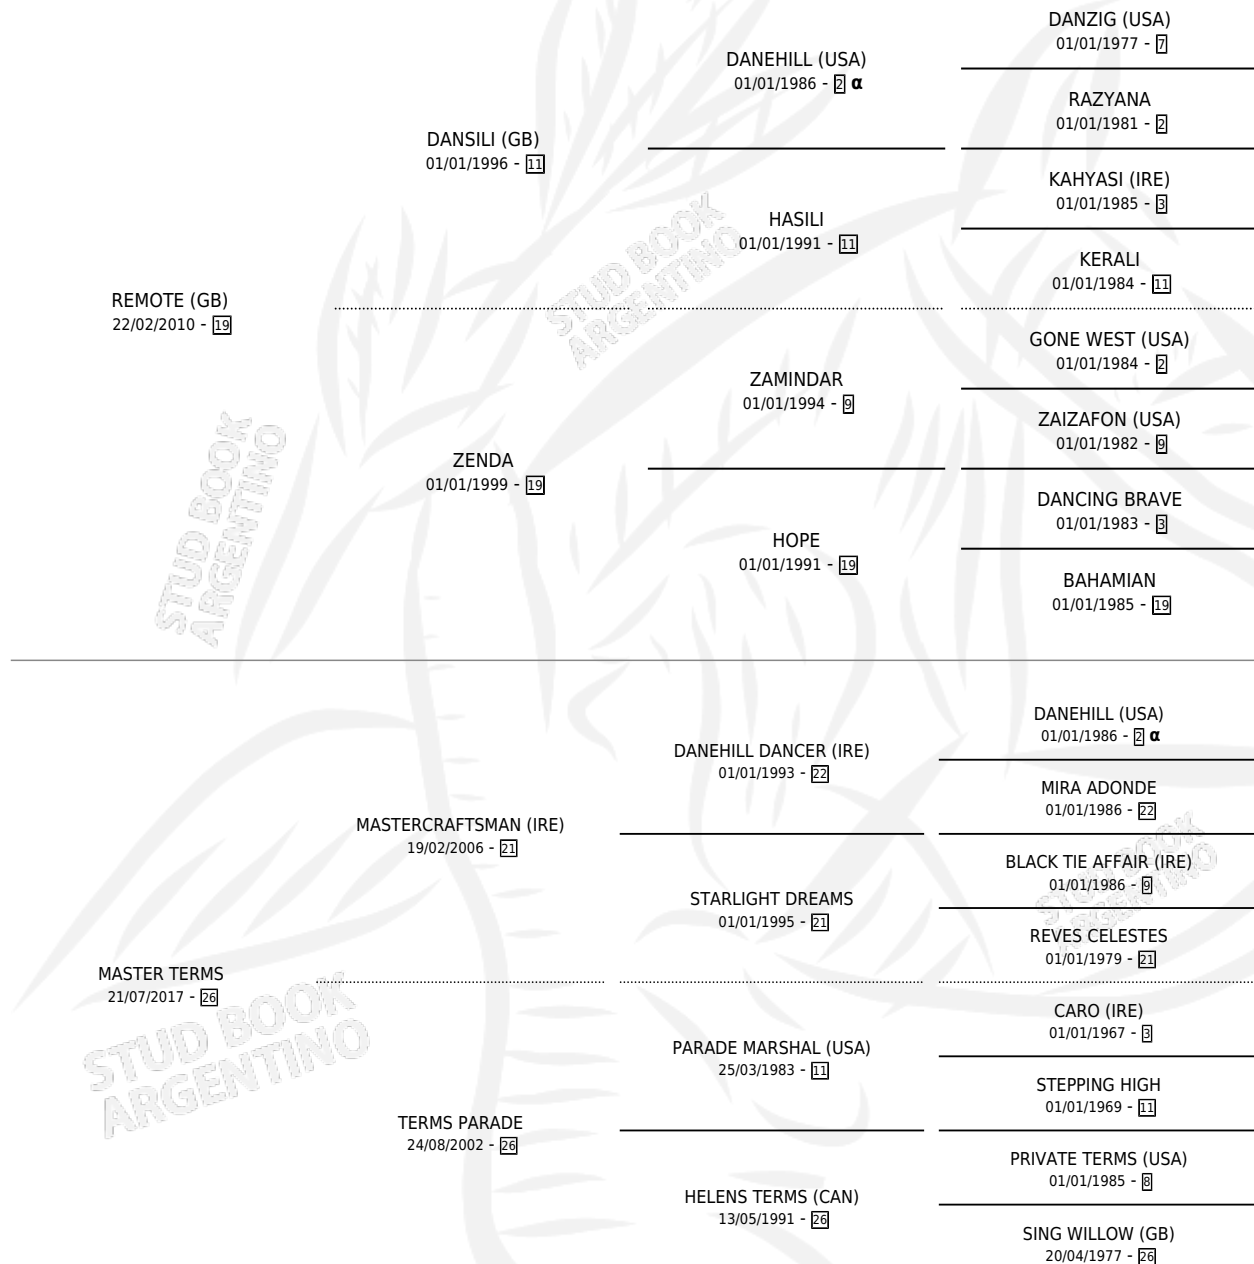 DANZIG (USA)
01/01/1977 - 7
DANEHILL (USA)
01/01/1986 - 2 α
RAZYANA
01/01/1981 - 2
DANSILI (GB)
01/01/1996 - 11
KAHYASI (IRE)
01/01/1985 - 3
HASILI
01/01/1991 - 11
KERALI
01/01/1984 - 11
STUD BOOK
ARGENTINO
REMOTE (GB)
22/02/2010 - 19
GONE WEST (USA)
01/01/1984 - 2
ZAMINDAR
01/01/1994 - 9
ZAIZAFON (USA)
01/01/1982 - 9
ZENDA
01/01/1999 - 19
DANCING BRAVE
01/01/1983 - 3
HOPE
01/01/1991 - 19
BAHAMIAN
01/01/1985 - 19
STUD BOOK
ARGENTINO
DANEHILL (USA)
01/01/1986 - 2 α
DANEHILL DANCER (IRE)
01/01/1993 - 22
MIRA ADONDE
01/01/1986 - 22
MASTERCRAFTSMAN (IRE)
19/02/2006 - 21
BLACK TIE AFFAIR (IRE)
01/01/1986 - 9
STARLIGHT DREAMS
01/01/1995 - 21
REVES CELESTES
01/01/1979 - 21
STUD BOOK
ARGENTINO
MASTER TERMS
21/07/2017 - 26
CARO (IRE)
01/01/1967 - 3
PARADE MARSHAL (USA)
25/03/1983 - 11
STEPPING HIGH
01/01/1969 - 11
STUD BOOK
ARGENTINO
TERMS PARADE
24/08/2002 - 26
PRIVATE TERMS (USA)
01/01/1985 - 8
HELENS TERMS (CAN)
13/05/1991 - 26
SING WILLOW (GB)
20/04/1977 - 26